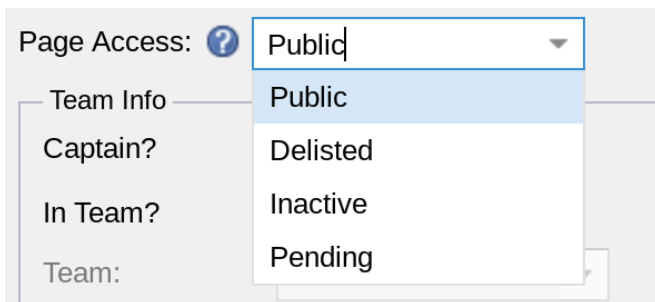 Page Access: ? Public
Team Info
Public
Captain?
Delisted
In Team?
Inactive
Team:
Pending